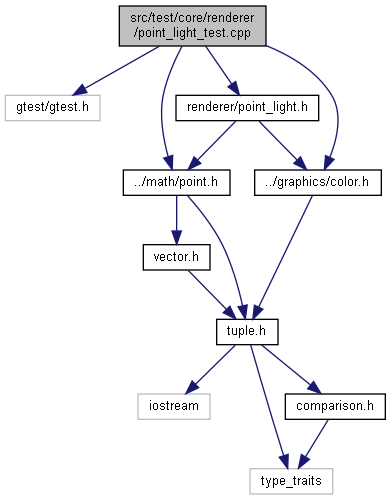 src/test/core/renderer
/point_light_test.cpp
gtest/gtest.h
renderer/point_light.h
../math/point.h
../graphics/color.h
vector.h
tuple.h
iostream
comparison.h
type_traits